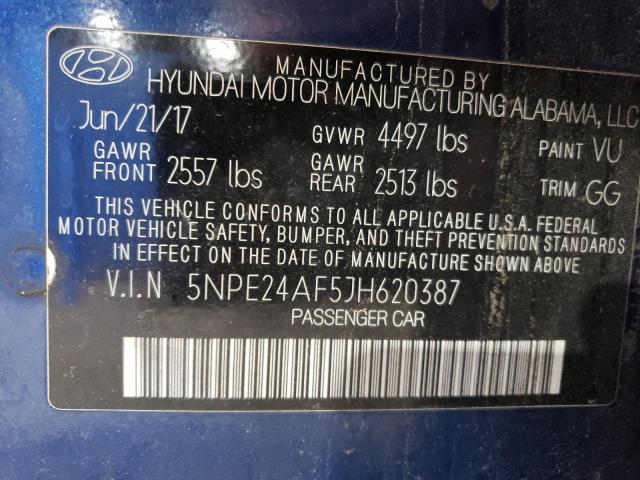 MANUFACTURED BY
HYUNDAI MOTOR MANUFACTURING ALABAMA, LLC
Jun/21/17 GVWR 4497 lbs PAINT VU
GAWR FRONT 2557 lbs GAWR REAR 2513 lbs TRIM GG
THIS VEHICLE CONFORMS TO ALL APPLICABLE U.S.A. FEDERAL
MOTOR VEHICLE SAFETY, BUMPER, AND THEFT PREVENTION STANDARDS
IN EFFECT ON THE DATE OF MANUFACTURE SHOWN ABOVE
V.I.N 5NPE24AF5JH620387
PASSENGER CAR